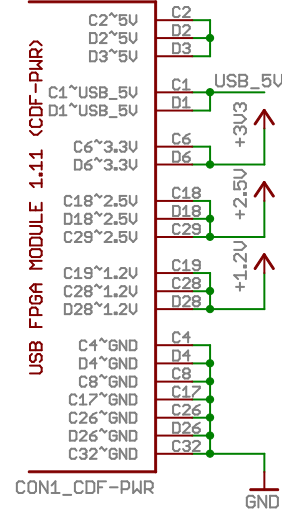 C2~5V C2
D2~5V D2
D3~5V D3
C1~USB_5V C1 USB_5V
D1~USB_5V D1
+3V3
C6~3.3V C6
D6~3.3V D6
C18~2.5V C18 +2.5V
D18~2.5V D18
C29~2.5V C29
C19~1.2V C19 +1.2V
C28~1.2V C28
D28~1.2V D28
C4~GND C4
D4~GND D4
C8~GND C8
C17~GND C17
C26~GND C26
D26~GND D26
C32~GND C32
USB FPGA MODULE 1.11 (CDF-PWR)
CON1_CDF-PWR
GND